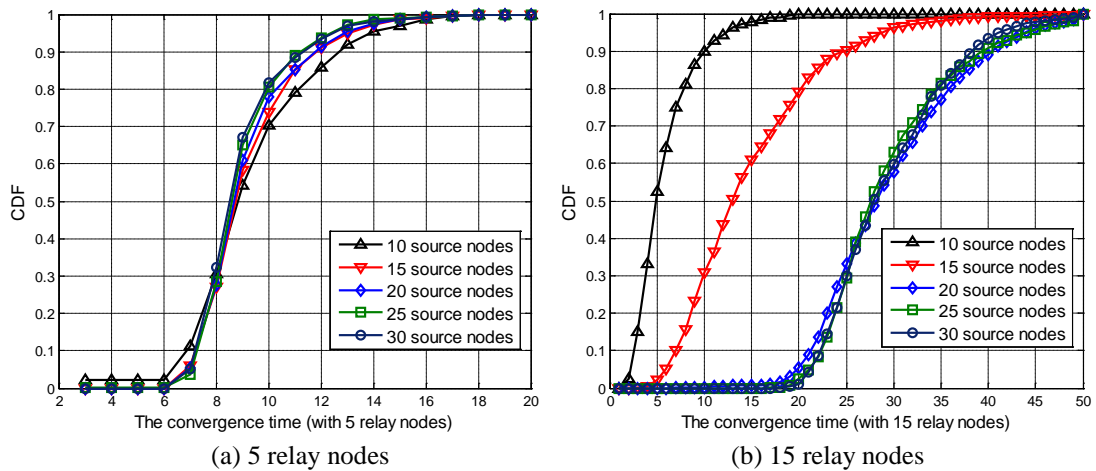 1
0.9
0.8
0.7
0.6
0.5
0.4
0.3
0.2
0.1
0
CDF
2 4 6 8 10 12 14 16 18 20
The convergence time (with 5 relay nodes)
10 source nodes
15 source nodes
20 source nodes
25 source nodes
30 source nodes
(a) 5 relay nodes
1
0.9
0.8
0.7
0.6
0.5
0.4
0.3
0.2
0.1
0
CDF
0 5 10 15 20 25 30 35 40 45 50
The convergence time (with 15 relay nodes)
10 source nodes
15 source nodes
20 source nodes
25 source nodes
30 source nodes
(b) 15 relay nodes